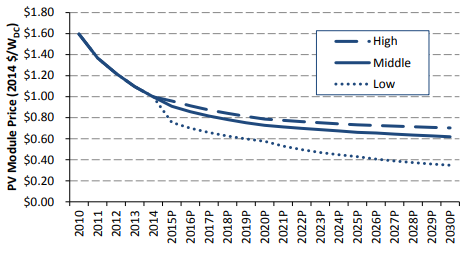 PV Module Price (2014 $/WDC)
$1.80
$1.60
$1.40
$1.20
$1.00
$0.80
$0.60
$0.40
$0.20
$0.00
High
Middle
Low
2010
2011
2012
2013
2014
2015P
2016P
2017P
2018P
2019P
2020P
2021P
2022P
2023P
2024P
2025P
2026P
2027P
2028P
2029P
2030P